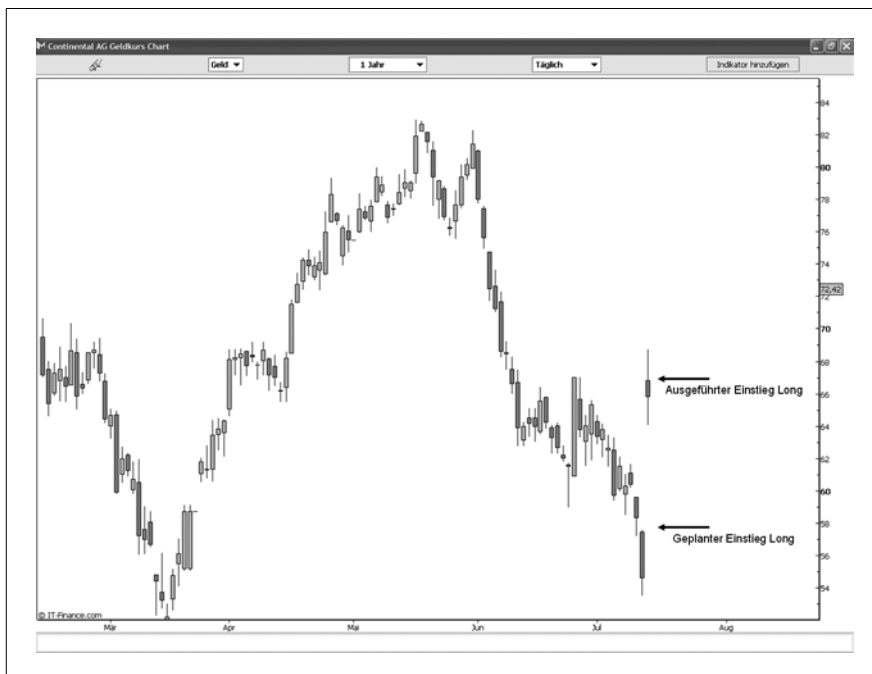 Continental AG Geldkurs Chart
Geld
1 Jahr
Täglich
Indikator hinzufügen
84
82
80
78
76
74
72,42
72
70
68
Ausgeführter Einstieg Long
66
64
62
60
58
Geplanter Einstieg Long
56
54
© IT-Finance.com
Mär Apr Mai Jun Jul Aug